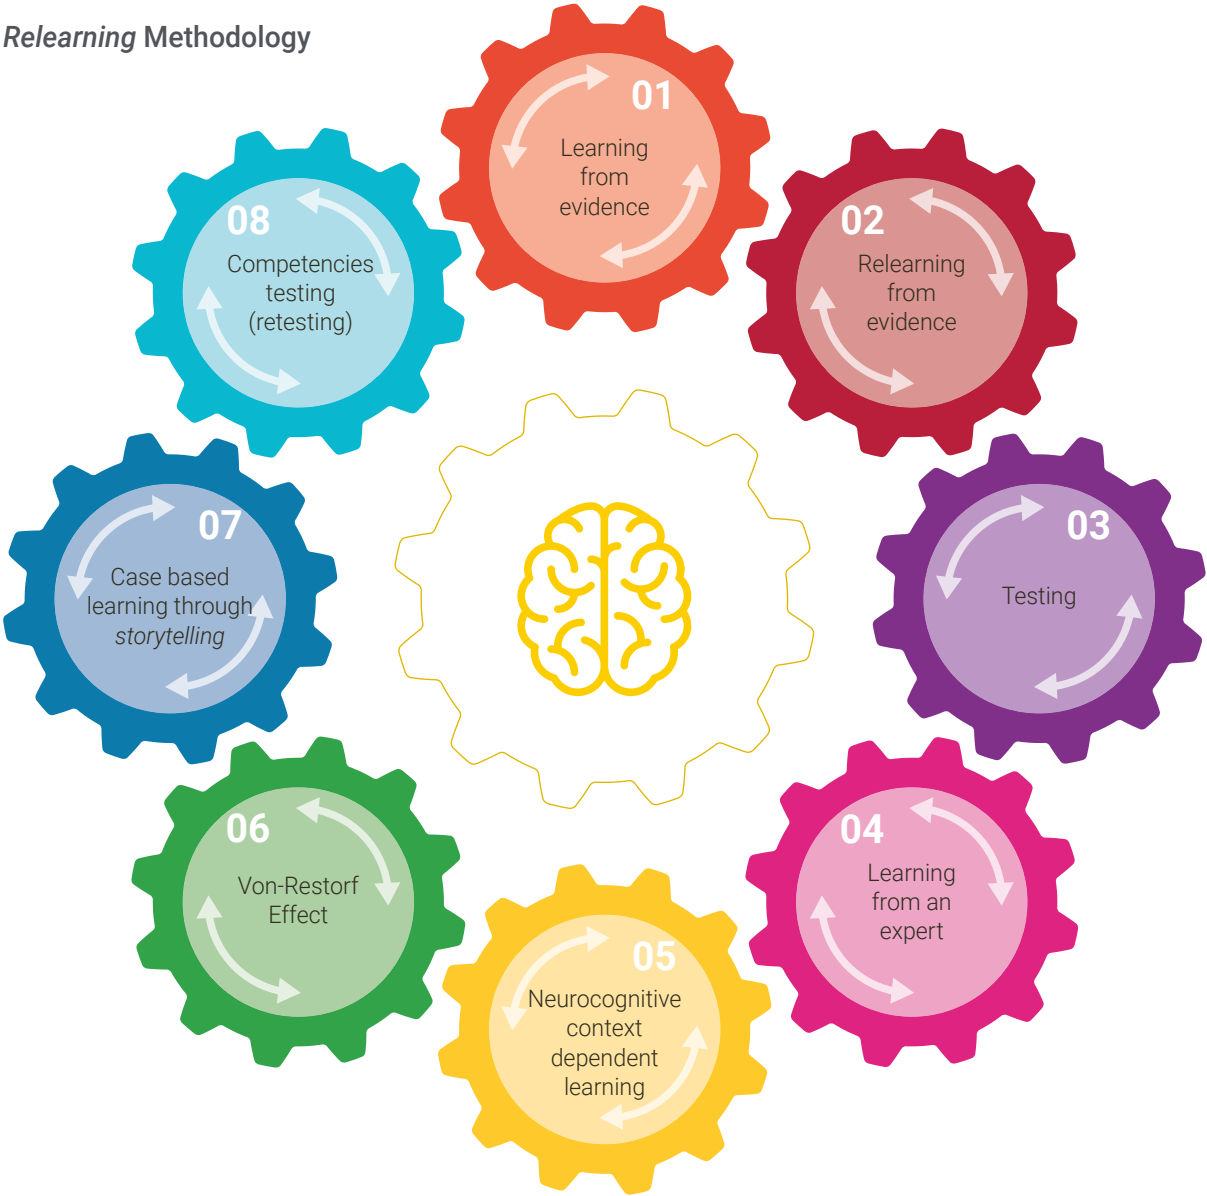 Relearning Methodology
01
Learning
from
evidence
02
Relearning
from
evidence
03
Testing
04
Learning
from an
expert
05
Neurocognitive
context
dependent
learning
06
Von-Restorf
Effect
07
Case based
learning through
storytelling
08
Competencies
testing
(retesting)